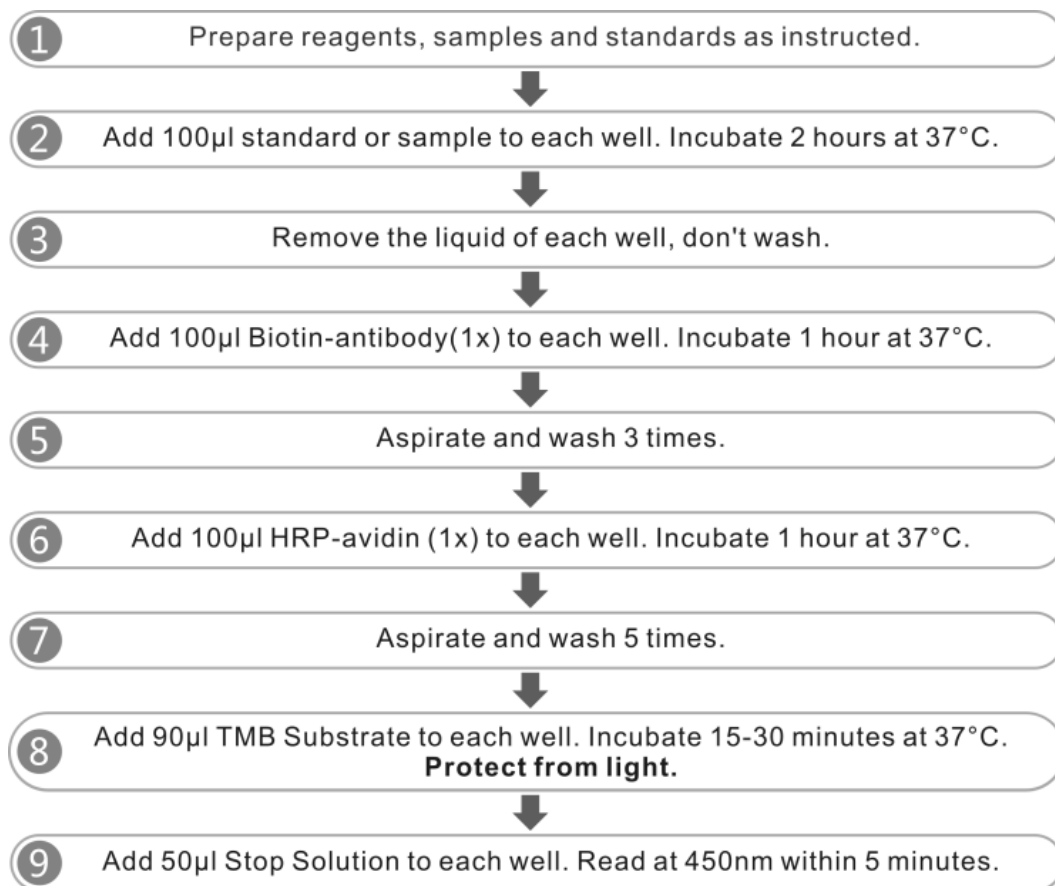 1
Prepare reagents, samples and standards as instructed.
2
Add 100µl standard or sample to each well. Incubate 2 hours at 37°C.
3
Remove the liquid of each well, don't wash.
4
Add 100µl Biotin-antibody(1x) to each well. Incubate 1 hour at 37°C.
5
Aspirate and wash 3 times.
6
Add 100µl HRP-avidin (1x) to each well. Incubate 1 hour at 37°C.
7
Aspirate and wash 5 times.
8
Add 90µl TMB Substrate to each well. Incubate 15-30 minutes at 37°C.
Protect from light.
9
Add 50µl Stop Solution to each well. Read at 450nm within 5 minutes.